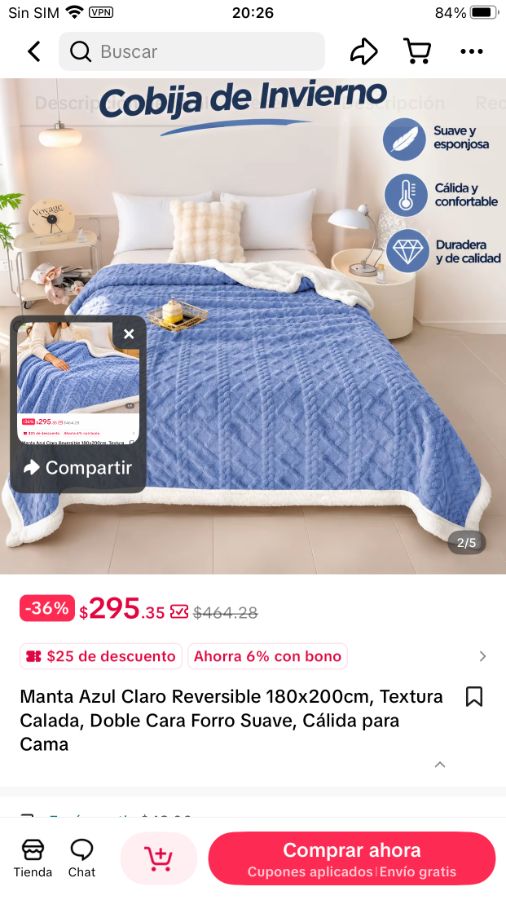 Sin SIM VPN 20:26 84%
Buscar
Cobija de Invierno
Suave y
esponjosa
Cálida y
confortable
Duradera
y de calidad
Voyage
Compartir
2/5
-36% $295.35 $464.28
$25 de descuento Ahorra 6% con bono
Manta Azul Claro Reversible 180x200cm, Textura
Calada, Doble Cara Forro Suave, Cálida para
Cama
Tienda Chat
Comprar ahora
Cupones aplicados | Envío gratis